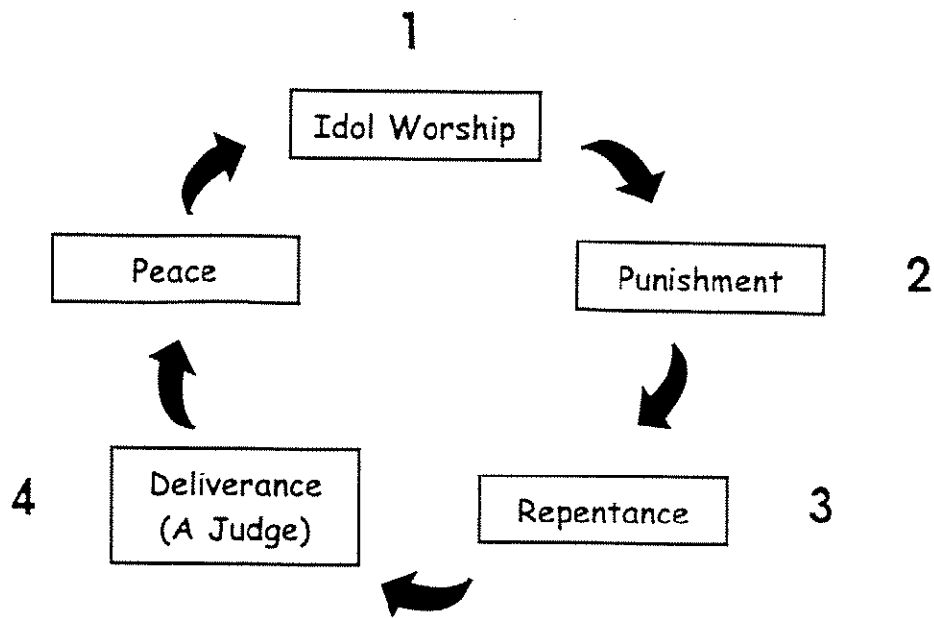 1
Idol Worship
Punishment
2
Repentance
3
Deliverance
(A Judge)
4
Peace